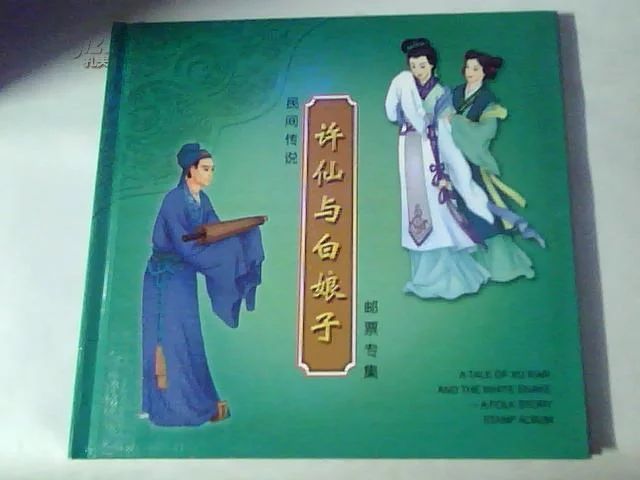 民间传说
许仙与白娘子
邮票专集
A TALE OF XU XIAN
AND THE WHITE SNAKE
—A FOLK STORY
STAMP ALBUM